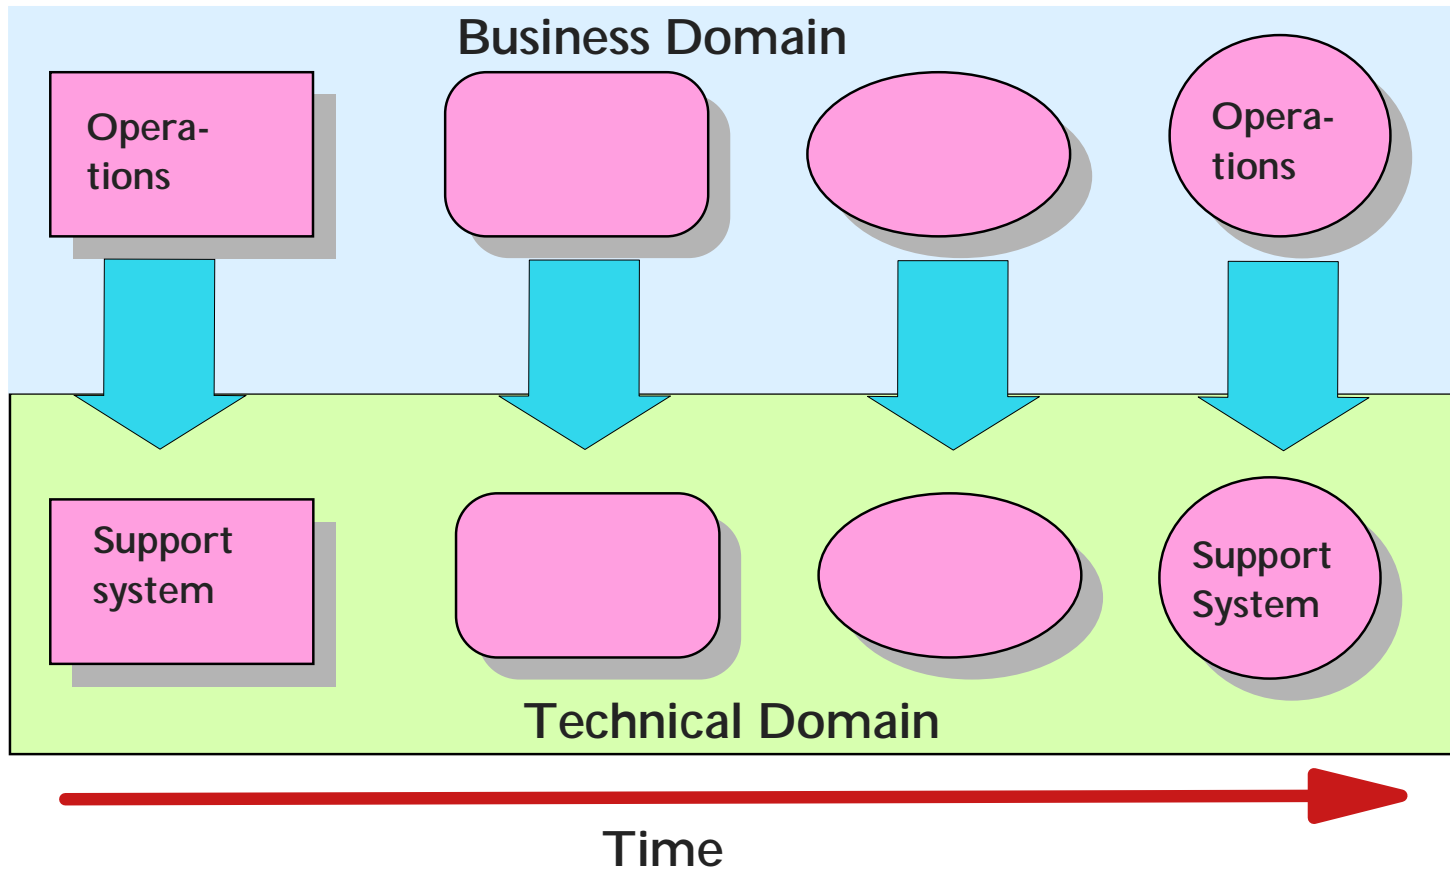 Business Domain
Opera-
tions
Opera-
tions
Support
system
Support
System
Technical Domain
Time